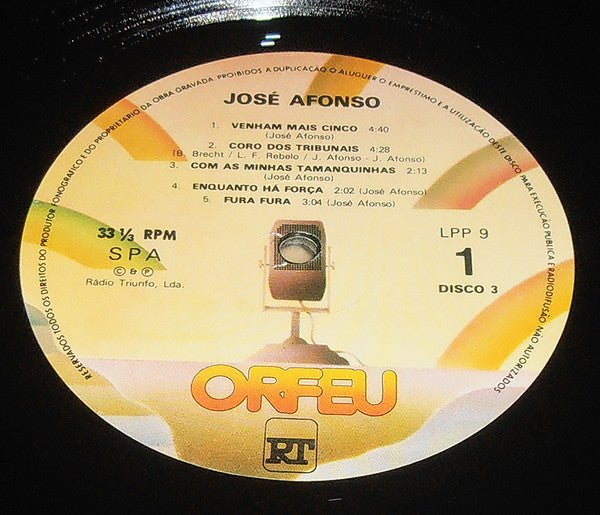 RESERVADOS TODOS OS DIREITOS DO PRODUTOR FONOGRÁFICO E DO PROPRIETÁRIO DA OBRA GRAVADA. PROIBIDOS A DUPLICAÇÃO O ALUGUER O EMPRÉSTIMO E A UTILIZAÇÃO DESTE DISCO PARA EXECUÇÃO PÚBLICA E RADIODIFUSÃO NÃO AUTORIZADOS
JOSÉ AFONSO
1. VENHAM MAIS CINCO 4:40
(José Afonso)
2. CORO DOS TRIBUNAIS 4:28
(B. Brecht / L. F. Rebelo / J. Afonso - J. Afonso)
3. COM AS MINHAS TAMANQUINHAS 2:13
(José Afonso)
4. ENQUANTO HÁ FORÇA 2:02 (José Afonso)
5. FURA FURA 3:04 (José Afonso)
33 ⅓ RPM
SPA
© & ℗
Rádio Triunfo, Lda.
LPP 9
1
DISCO 3
ORFEU
RT